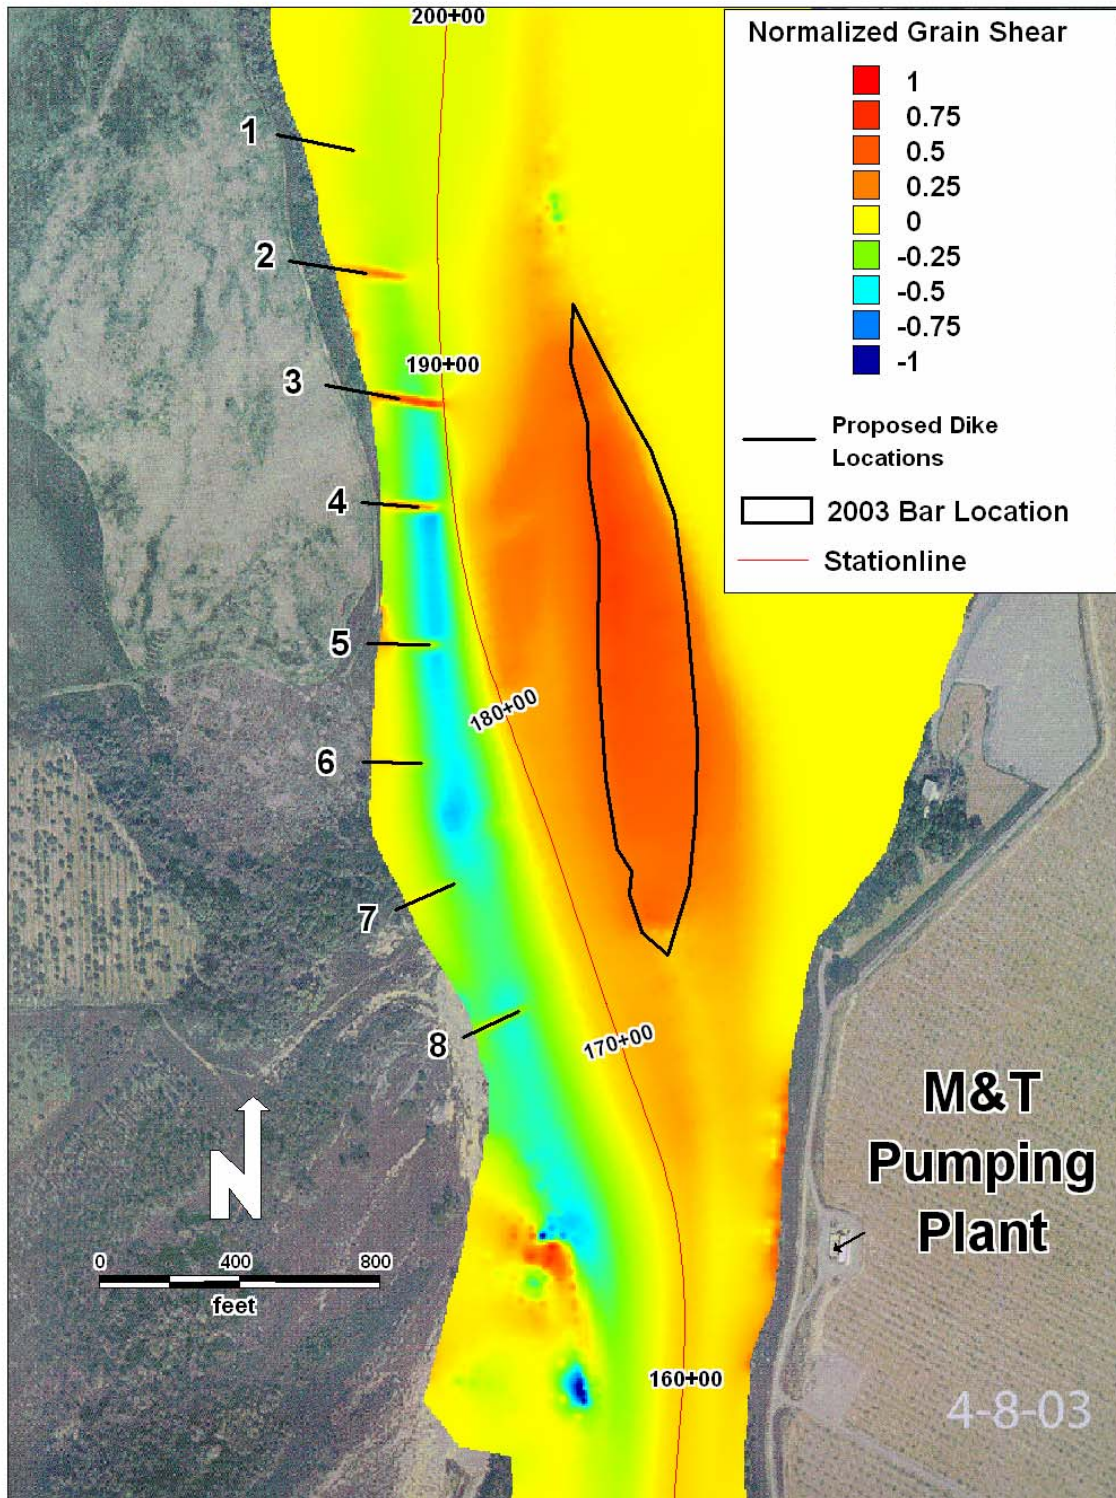 200+00
Normalized Grain Shear
1
0.75
0.5
0.25
0
-0.25
-0.5
-0.75
-1
Proposed Dike
Locations
2003 Bar Location
Stationline
1
2
190+00
3
4
5
180+00
6
7
170+00
8
M&T
Pumping
Plant
N
0 400 800
feet
160+00
4-8-03